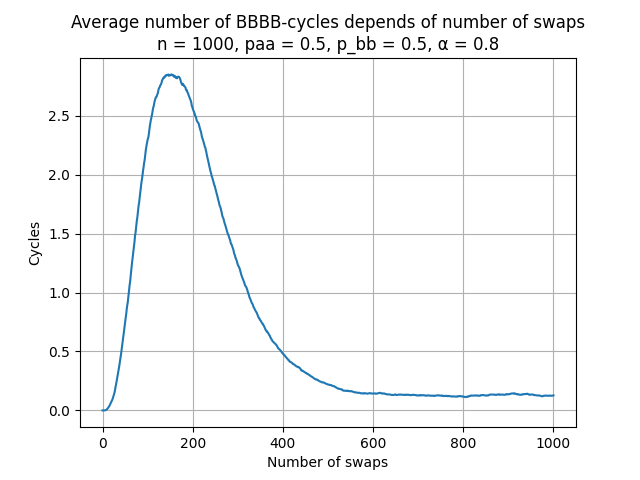 Average number of BBBB-cycles depends of number of swaps
n = 1000, paa = 0.5, p_bb = 0.5, α = 0.8
2.5
2.0
1.5
1.0
0.5
0.0
Cycles
0 200 400 600 800 1000
Number of swaps